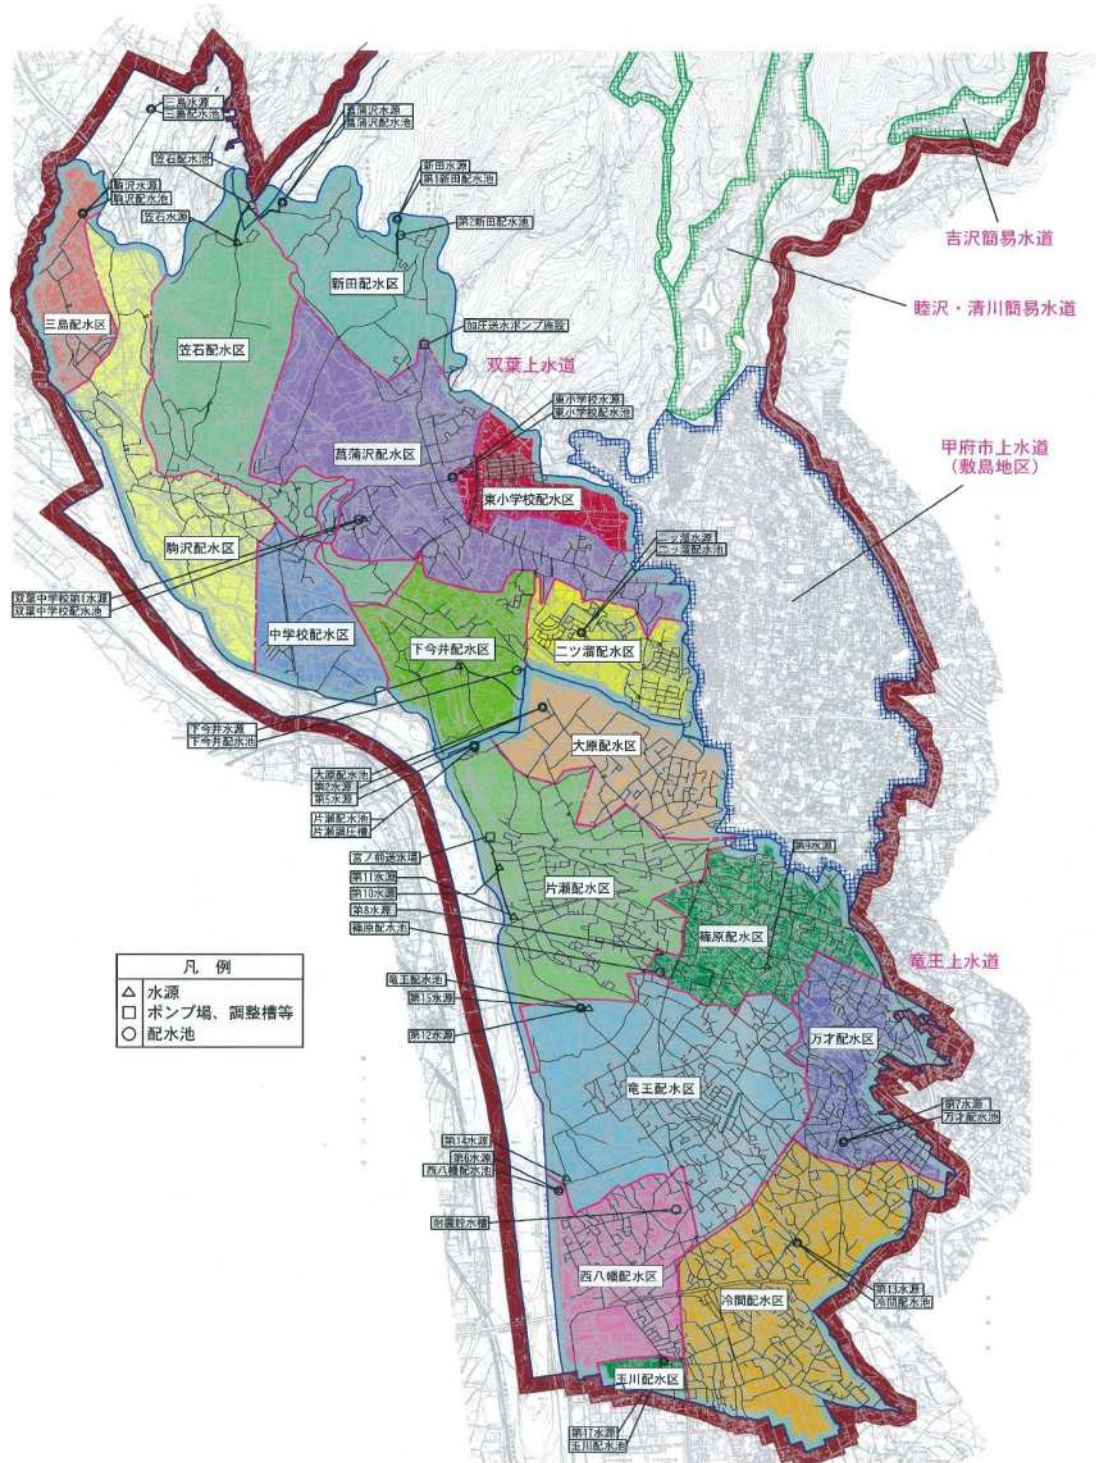 三島水源
三島配水池
菖蒲沢水源
菖蒲沢配水池
笠石配水池
新田水源
第1新田配水池
駒沢水源
駒沢配水池
笠石水源
第2新田配水池
吉沢簡易水道
新田配水区
睦沢・清川簡易水道
三島配水区
加圧送水ポンプ施設
笠石配水区
双葉上水道
東小学校水源
東小学校配水池
甲府市上水道
(敷島地区)
菖蒲沢配水区
東小学校配水区
二ツ溜水源
二ツ溜配水池
駒沢配水区
双葉中学校第1水源
双葉中学校配水池
中学校配水区
下今井配水区
二ツ溜配水区
下今井水源
下今井配水池
大原配水区
大原配水池
第2水源
第5水源
片瀬配水池
片瀬調圧槽
宮ノ前送水場
第9水源
第11水源
第10水源
第8水源
片瀬配水区
篠原配水池
篠原配水区
竜王上水道
凡 例
水源
ポンプ場、調整槽等
配水池
竜王配水池
第15水源
第12水源
万才配水区
竜王配水区
第7水源
万才配水池
第14水源
第6水源
西八幡配水池
耐震貯水槽
西八幡配水区
第13水源
冷間配水池
冷間配水区
玉川配水区
第17水源
玉川配水池